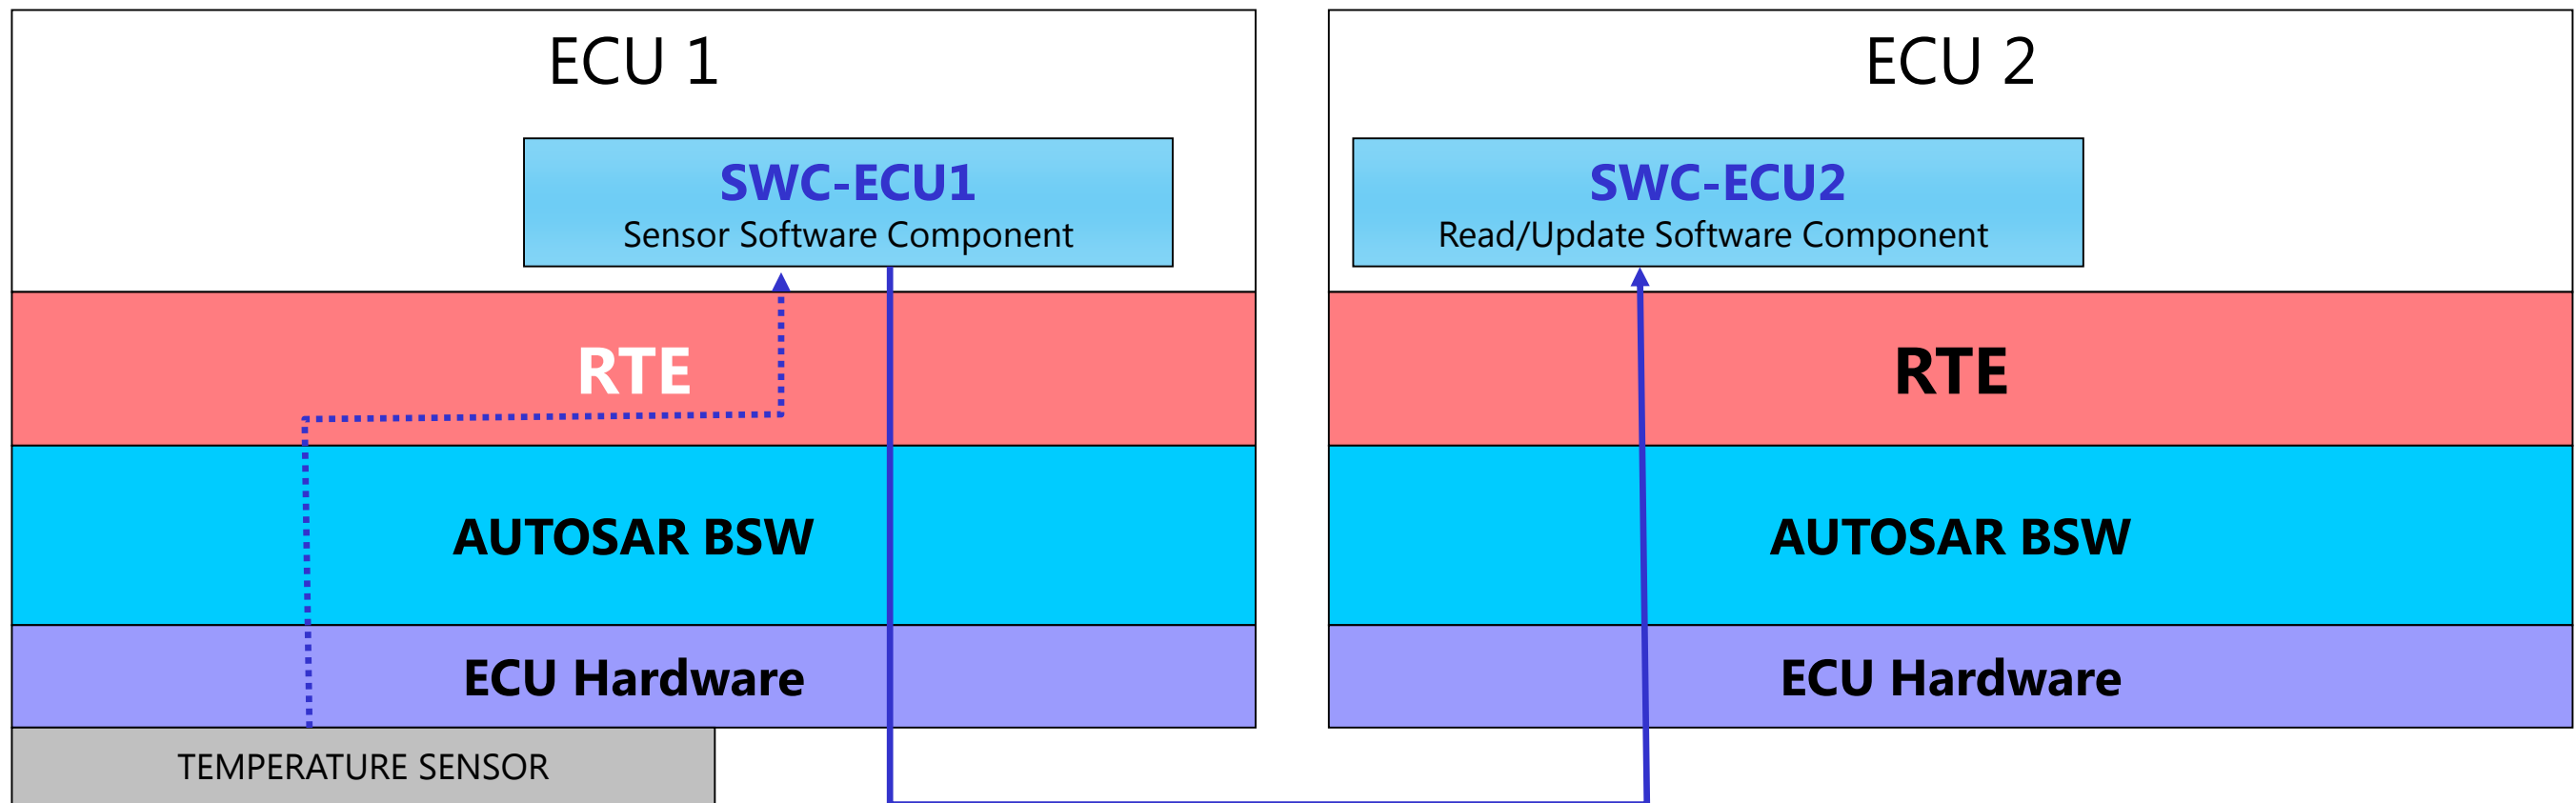 ECU 1
SWC-ECU1
Sensor Software Component
RTE
AUTOSAR BSW
ECU Hardware
TEMPERATURE SENSOR
ECU 2
SWC-ECU2
Read/Update Software Component
RTE
AUTOSAR BSW
ECU Hardware